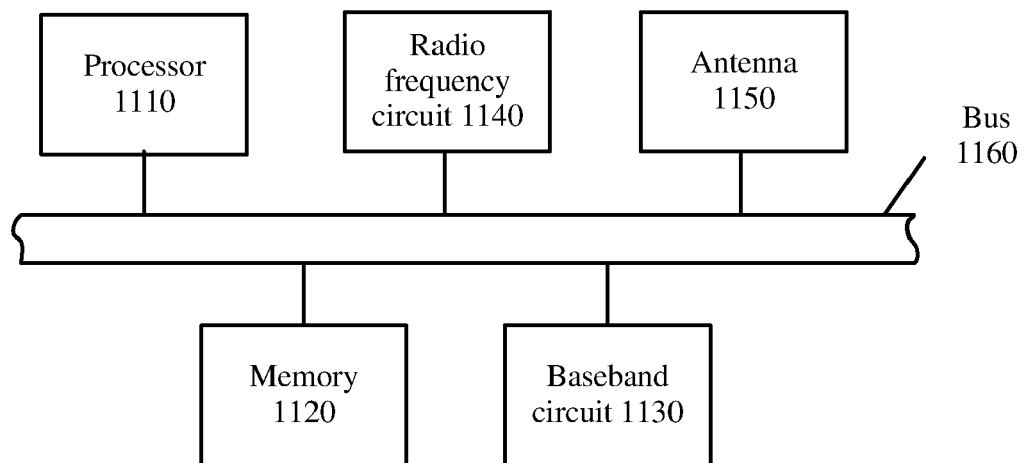 Processor
1110
Radio
frequency
circuit 1140
Antenna
1150
Bus
1160
Memory
1120
Baseband
circuit 1130